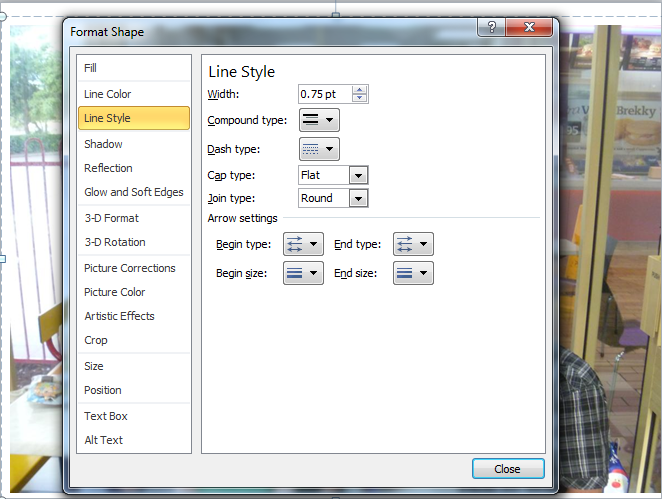 Format Shape
?
Fill
Line Color
Line Style
Shadow
Reflection
Glow and Soft Edges
3-D Format
3-D Rotation
Picture Corrections
Picture Color
Artistic Effects
Crop
Size
Position
Text Box
Alt Text
Line Style
Width: 0.75 pt
Compound type:
Dash type:
Cap type: Flat
Join type: Round
Arrow settings
Begin type: End type:
Begin size: End size:
Close
Brekky
95